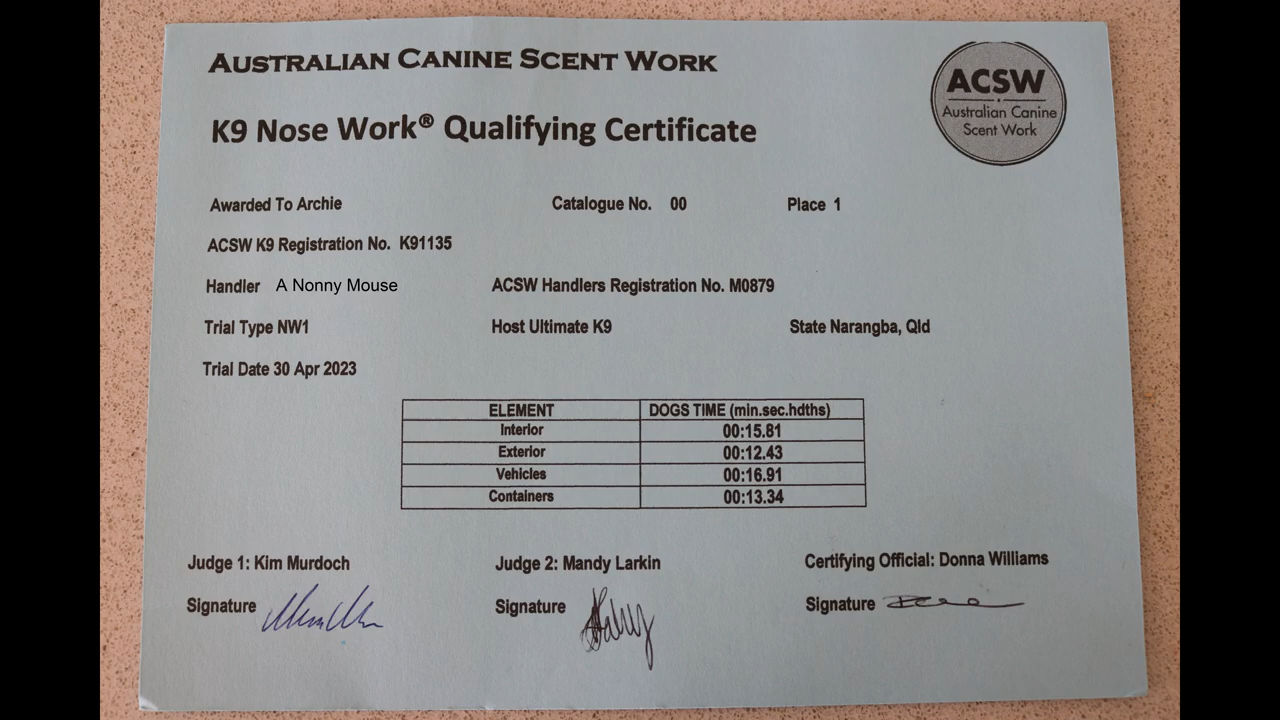 AUSTRALIAN CANINE SCENT WORK
ACSW
Australian Canine
Scent Work
K9 Nose Work® Qualifying Certificate
Awarded To Archie Catalogue No. 00 Place 1
ACSW K9 Registration No. K91135
Handler A Nonny Mouse ACSW Handlers Registration No. M0879
Trial Type NW1 Host Ultimate K9 State Narangba, Qld
Trial Date 30 Apr 2023
ELEMENT DOGS TIME (min.sec.hdths)
Interior 00:15.81
Exterior 00:12.43
Vehicles 00:16.91
Containers 00:13.34
Judge 1: Kim Murdoch Judge 2: Mandy Larkin Certifying Official: Donna Williams
Signature Signature Signature